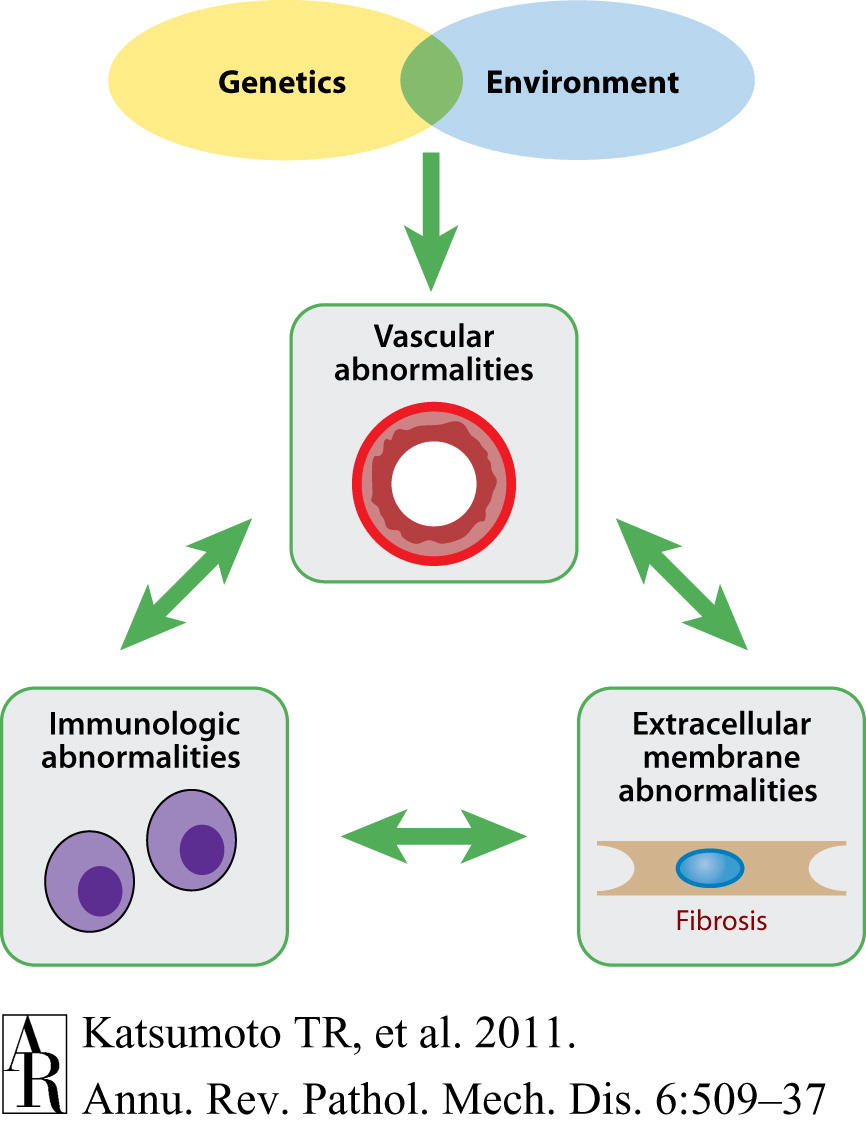 Genetics
Environment
Vascular
abnormalities
Immunologic
abnormalities
Extracellular
membrane
abnormalities
Fibrosis
AR
Katsumoto TR, et al. 2011.
Annu. Rev. Pathol. Mech. Dis. 6:509–37